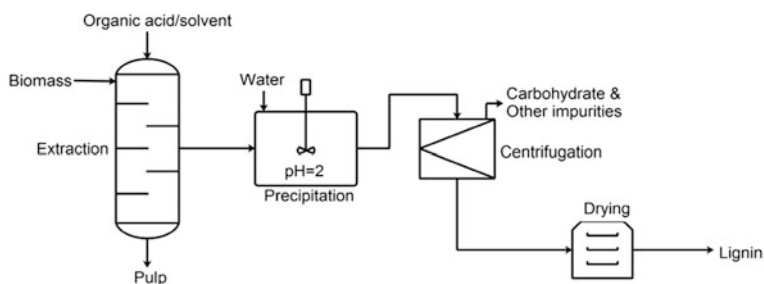 Organic acid/solvent
Biomass
Water
Carbohydrate &
Other impurities
Extraction
Centrifugation
pH=2
Precipitation
Drying
Lignin
Pulp